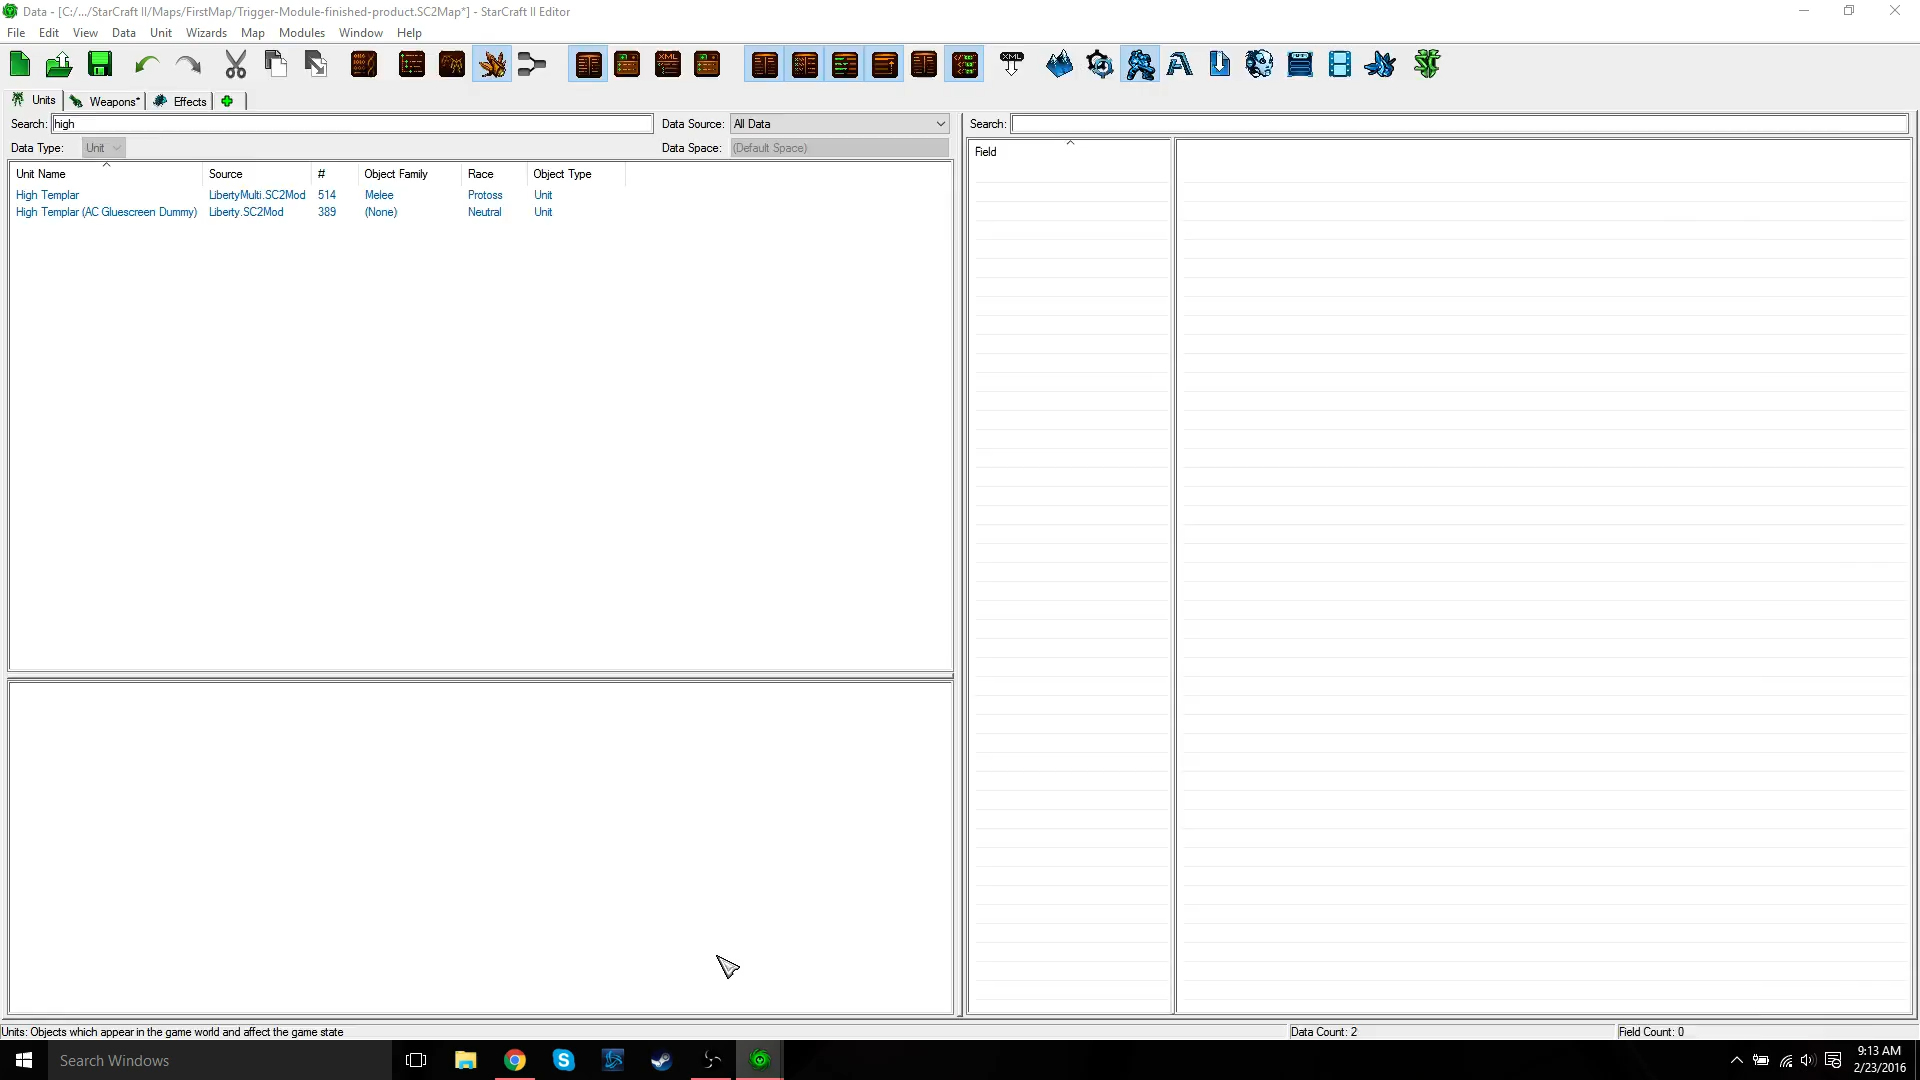 Data - [C:/.../StarCraft II/Maps/FirstMap/Trigger-Module-finished-product.SC2Map*] - StarCraft II Editor
File Edit View Data Unit Wizards Map Modules Window Help
XML XML
Units Weapons* Effects
Search: high Data Source: All Data Search:
Data Type: Unit Data Space: (Default Space) Field
Unit Name Source # Object Family Race Object Type
High Templar LibertyMulti.SC2Mod 514 Melee Protoss Unit
High Templar (AC Gluescreen Dummy) Liberty.SC2Mod 389 (None) Neutral Unit
Units: Objects which appear in the game world and affect the game state Data Count: 2 Field Count: 0
Search Windows 9:13 AM
2/23/2016